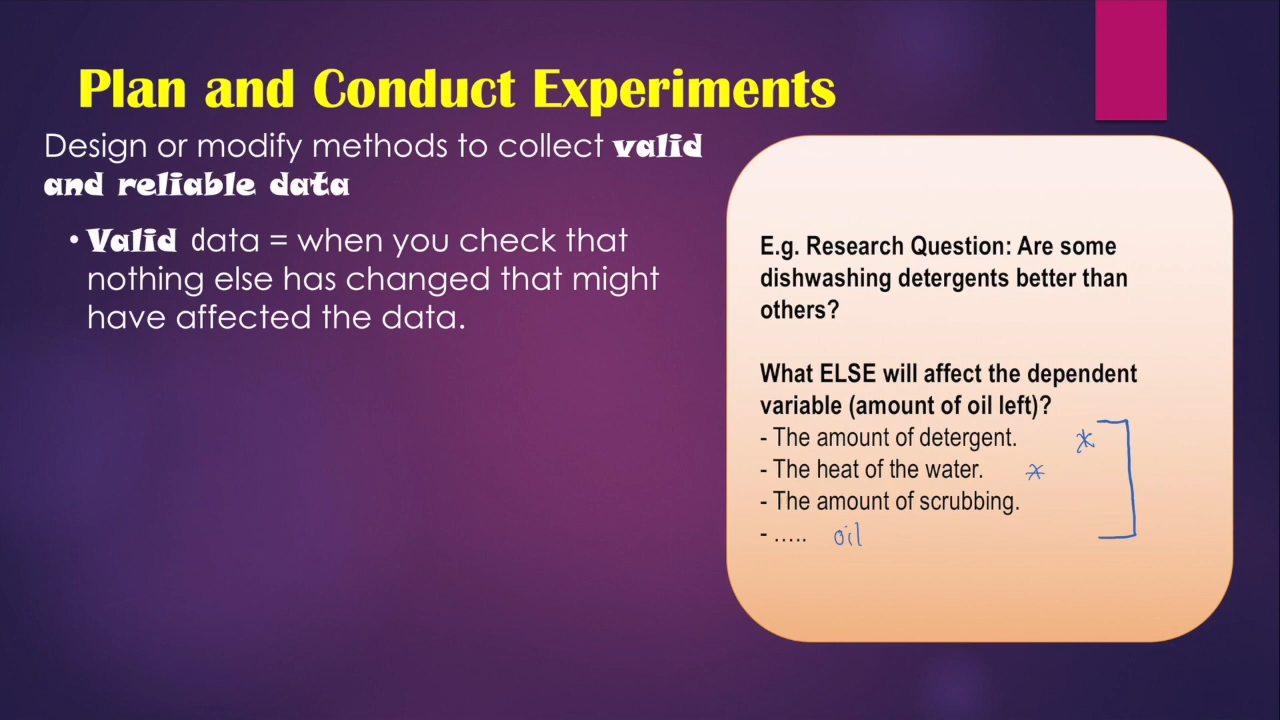 Plan and Conduct Experiments
Design or modify methods to collect valid
and reliable data
• Valid data = when you check that
nothing else has changed that might
have affected the data.
E.g. Research Question: Are some
dishwashing detergents better than
others?
What ELSE will affect the dependent
variable (amount of oil left)?
- The amount of detergent. *
- The heat of the water. *
- The amount of scrubbing.
- ..... oil